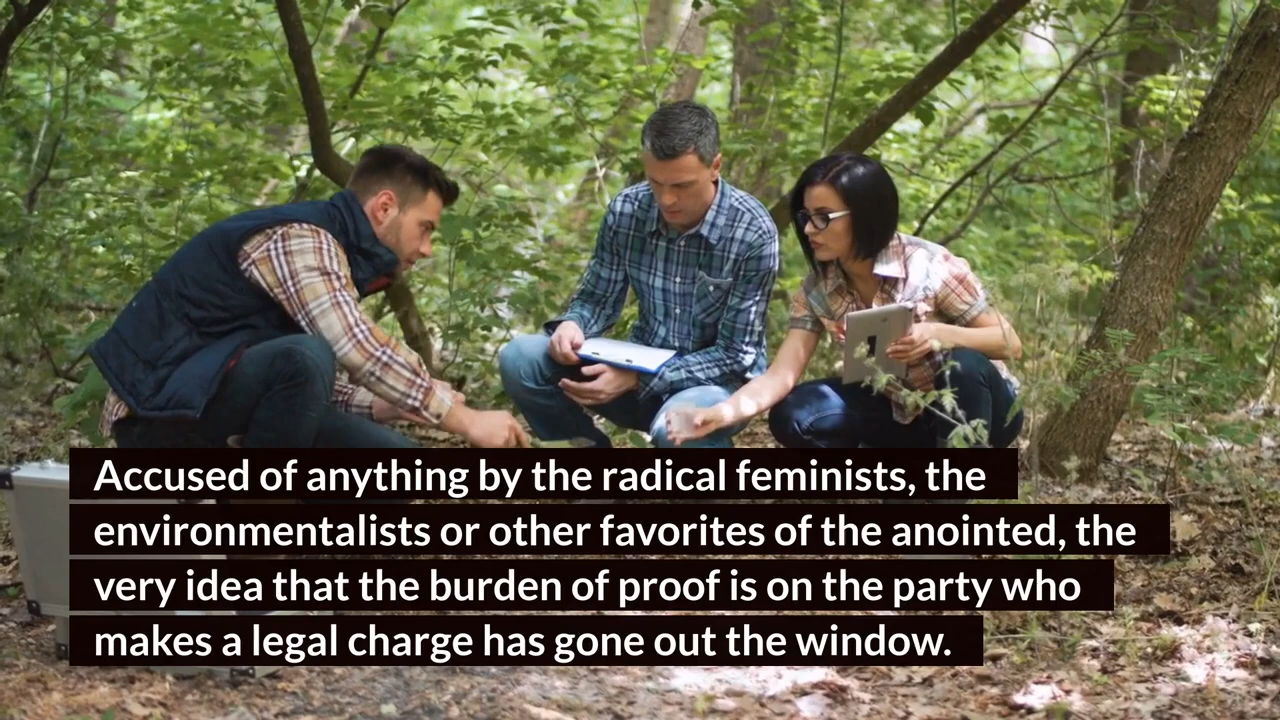 Accused of anything by the radical feminists, the
environmentalists or other favorites of the anointed, the
very idea that the burden of proof is on the party who
makes a legal charge has gone out the window.